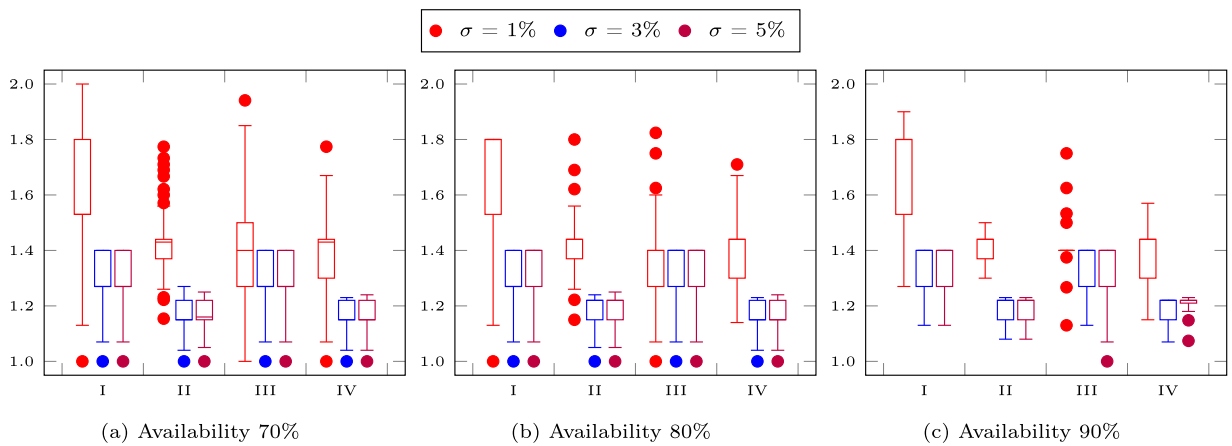 σ = 1% σ = 3% σ = 5%
2.0
1.8
1.6
1.4
1.2
1.0
I II III IV
(a) Availability 70%
2.0
1.8
1.6
1.4
1.2
1.0
I II III IV
(b) Availability 80%
2.0
1.8
1.6
1.4
1.2
1.0
I II III IV
(c) Availability 90%